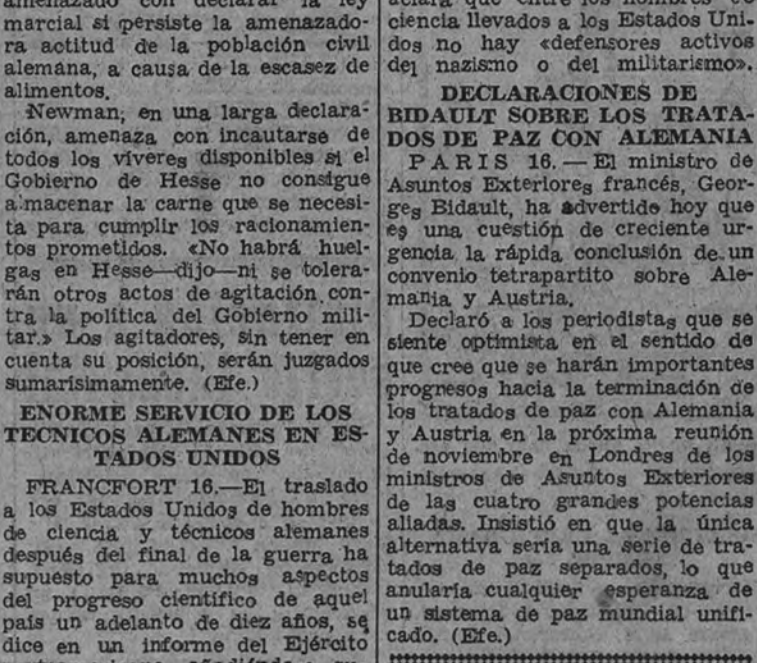 amenazado con declarar la ley
marcial si persiste la amenazado-
ra actitud de la población civil
alemana, a causa de la escasez de
alimentos.
Newman, en una larga declara-
ción, amenaza con incautarse de
todos los víveres disponibles si el
Gobierno de Hesse no consigue
almacenar la carne que se necesi-
ta para cumplir los racionamien-
tos prometidos. «No habrá huel-
gas en Hesse—dijo—ni se tolera-
rán otros actos de agitación con-
tra la política del Gobierno mili-
tar.» Los agitadores, sin tener en
cuenta su posición, serán juzgados
sumarísimamente. (Efe.)
ENORME SERVICIO DE LOS
TECNICOS ALEMANES EN ES-
TADOS UNIDOS
FRANCFORT 16.—El traslado
a los Estados Unidos de hombres
de ciencia y técnicos alemanes
después del final de la guerra ha
supuesto para muchos aspectos
del progreso científico de aquel
país un adelanto de diez años, se
dice en un informe del Ejército
ciencia llevados a los Estados Uni-
dos no hay «defensores activos
del nazismo o del militarismo».
DECLARACIONES DE
BIDAULT SOBRE LOS TRATA-
DOS DE PAZ CON ALEMANIA
PARIS 16.—El ministro de
Asuntos Exteriores francés, Geor-
ges Bidault, ha advertido hoy que
es una cuestión de creciente ur-
gencia la rápida conclusión de un
convenio tetrapartito sobre Ale-
mania y Austria.
Declaró a los periodistas que se
siente optimista en el sentido de
que cree que se harán importantes
progresos hacia la terminación de
los tratados de paz con Alemania
y Austria en la próxima reunión
de noviembre en Londres de los
ministros de Asuntos Exteriores
de las cuatro grandes potencias
aliadas. Insistió en que la única
alternativa sería una serie de tra-
tados de paz separados, lo que
anularía cualquier esperanza de
un sistema de paz mundial unifi-
cado. (Efe.)